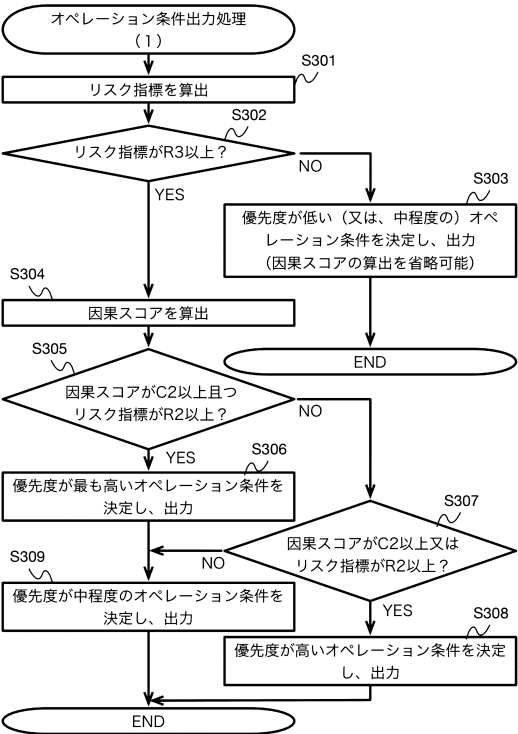 オペレーション条件出力処理
（１）
S301
リスク指標を算出
S302
リスク指標がR3以上？
NO
YES
S303
優先度が低い（又は、中程度の）オペ
レーション条件を決定し、出力
（因果スコアの算出を省略可能）
S304
因果スコアを算出
END
S305
因果スコアがC2以上且つ
リスク指標がR2以上？
NO
YES
S306
優先度が最も高いオペレーション条件を
決定し、出力
S307
因果スコアがC2以上又は
リスク指標がR2以上？
NO
YES
S309
優先度が中程度のオペレーション条件を
決定し、出力
S308
優先度が高いオペレーション条件を決定
し、出力
END